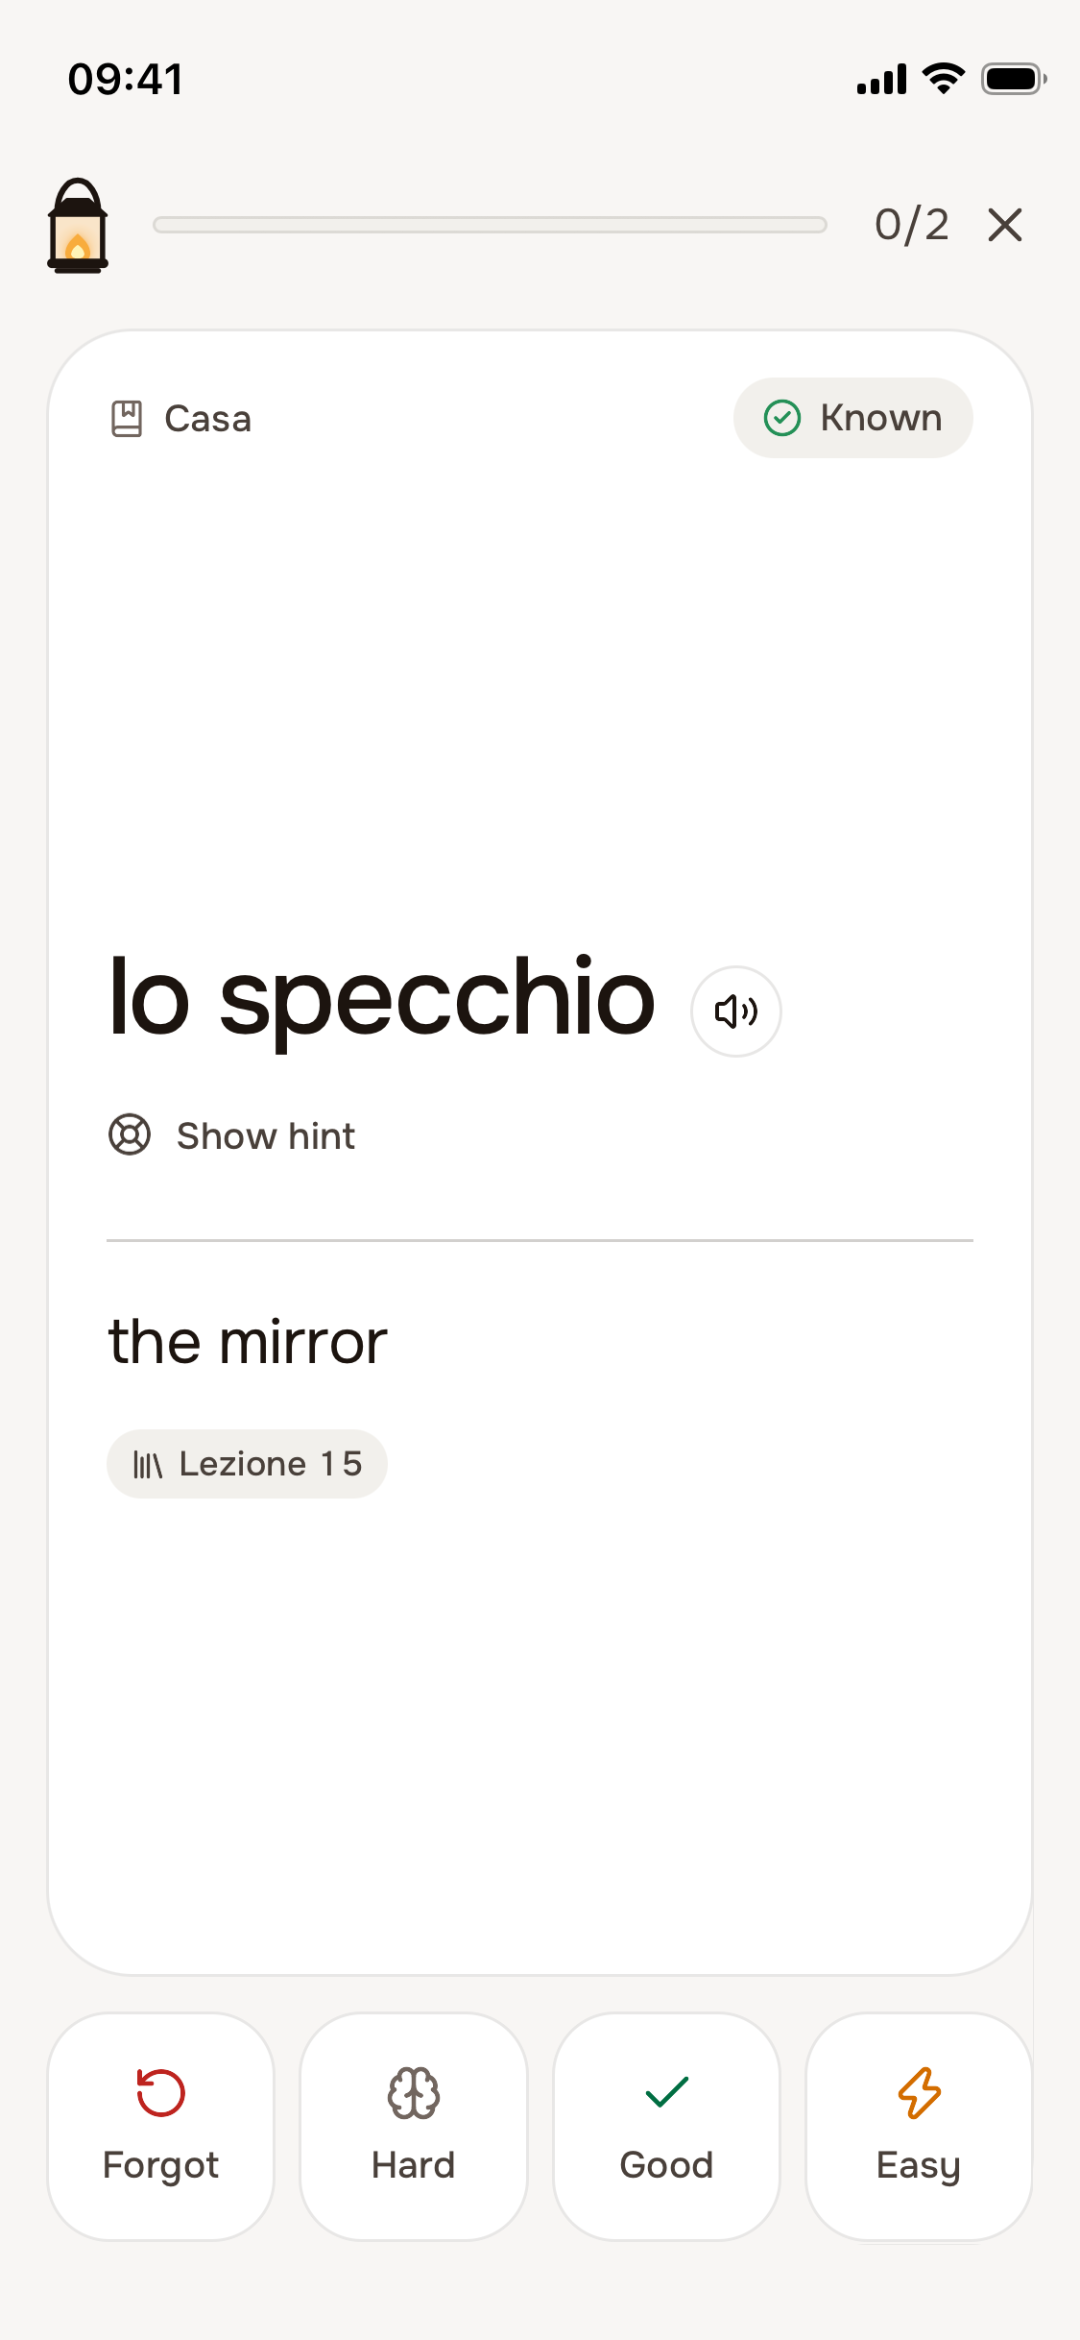 09:41
0/2
Casa
Known
lo specchio
Show hint
the mirror
Lezione 15
Forgot
Hard
Good
Easy